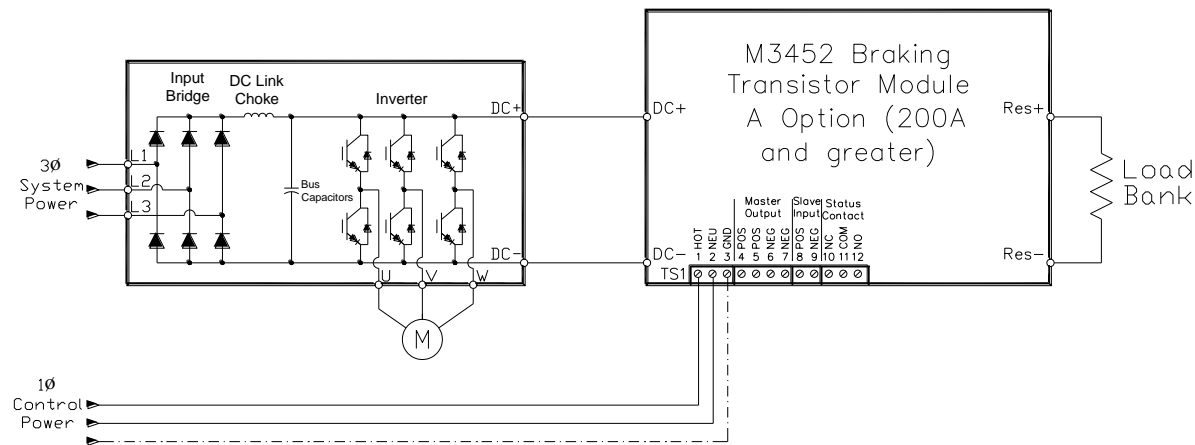 M3452 Braking
Transistor Module
A Option (200A
and greater)
Input
Bridge
DC Link
Choke
Inverter
DC+
DC+
Res+
L1
3Ø
System
Power
L2
L3
Bus
Capacitors
Load
Bank
Master
Output
Slave
Input
Status
Contact
HOT
NEU
GND
POS
POS
NEG
NEG
POS
NEG
NC
COM
NO
1 2 3 4 5 6 7 8 9 10 11 12
DC-
DC-
Res-
TS1
U V W
M
1Ø
Control
Power